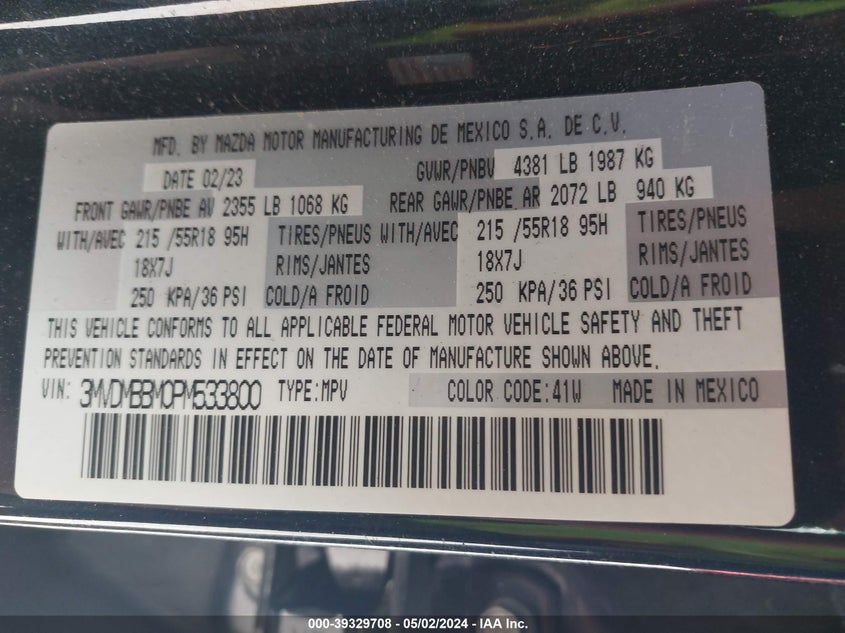 MFD. BY MAZDA MOTOR MANUFACTURING DE MEXICO S.A. DE C.V.
DATE 02/23 GVWR/PNBV 4381 LB 1987 KG
FRONT GAWR/PNBE AV 2355 LB 1068 KG REAR GAWR/PNBE AR 2072 LB 940 KG
WITH/AVEC 215 /55R18 95H TIRES/PNEUS WITH/AVEC 215 /55R18 95H TIRES/PNEUS
18X7J RIMS/JANTES 18X7J RIMS/JANTES
250 KPA/36 PSI COLD/A FROID 250 KPA/36 PSI COLD/A FROID
THIS VEHICLE CONFORMS TO ALL APPLICABLE FEDERAL MOTOR VEHICLE SAFETY AND THEFT
PREVENTION STANDARDS IN EFFECT ON THE DATE OF MANUFACTURE SHOWN ABOVE.
VIN: 3MVDMBBM0PM533800 TYPE:MPV COLOR CODE:41W MADE IN MEXICO
000-39329708 - 05/02/2024 - IAA Inc.